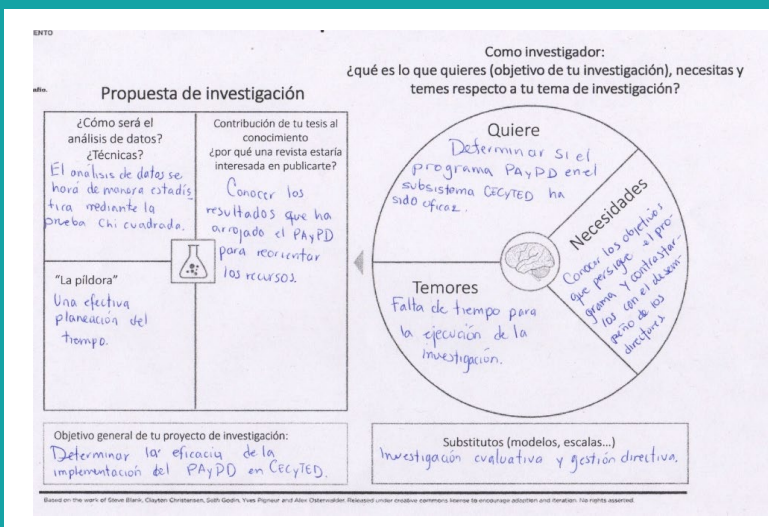 ENTO
Propuesta de investigación
¿Cómo será el
análisis de datos?
¿Técnicas?
El análisis de datos se
hará de manera estadís
tica mediante la
prueba Chi cuadrada.
Contribución de tu tesis al
conocimiento
¿por qué una revista estaría
interesada en publicarte?
Conocer los
resultados que ha
arrojado el PAyPD
para reorientar
los recursos.
"La píldora"
Una efectiva
planeación del
tiempo.
Objetivo general de tu proyecto de investigación:
Determinar la eficacia de la
implementación del PAyPD en CECyTED.
Como investigador:
¿qué es lo que quieres (objetivo de tu investigación), necesitas y
temes respecto a tu tema de investigación?
Quiere
Determinar si el
programa PAyPD en el
subsistema CECyTED ha
sido eficaz.
Necesidades
Conocer los objetivos
que persigue el pro-
grama y contrastar-
los con el desem-
peño de los
directores
Temores
Falta de tiempo para
la ejecución de la
investigación.
Substitutos (modelos, escalas...)
Investigación evaluativa y gestión directiva.
Based on the work of Steve Blank, Clayton Christensen, Seth Godin, Yves Pigneur and Alex Osterwalder. Released under creative commons license to encourage adaption and iteration. No rights asserted.